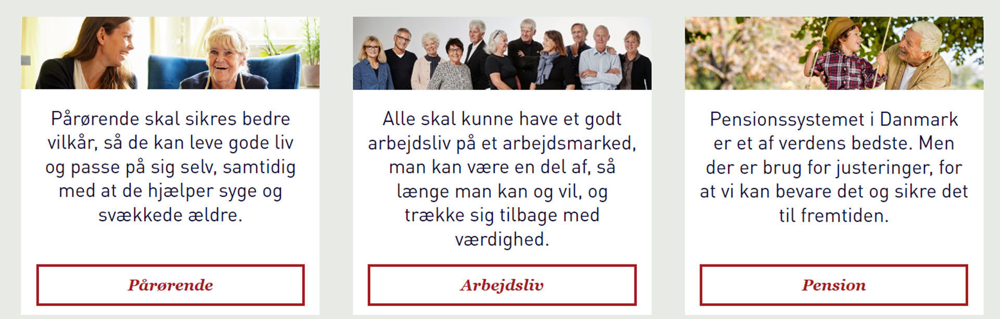 Pårørende skal sikres bedre
vilkår, så de kan leve gode liv
og passe på sig selv, samtidig
med at de hjælper syge og
svækkede ældre.
Pårørende
Alle skal kunne have et godt
arbejdsliv på et arbejdsmarked,
man kan være en del af, så
længe man kan og vil, og
trække sig tilbage med
værdighed.
Arbejdsliv
Pensionssystemet i Danmark
er et af verdens bedste. Men
der er brug for justeringer, for
at vi kan bevare det og sikre det
til fremtiden.
Pension